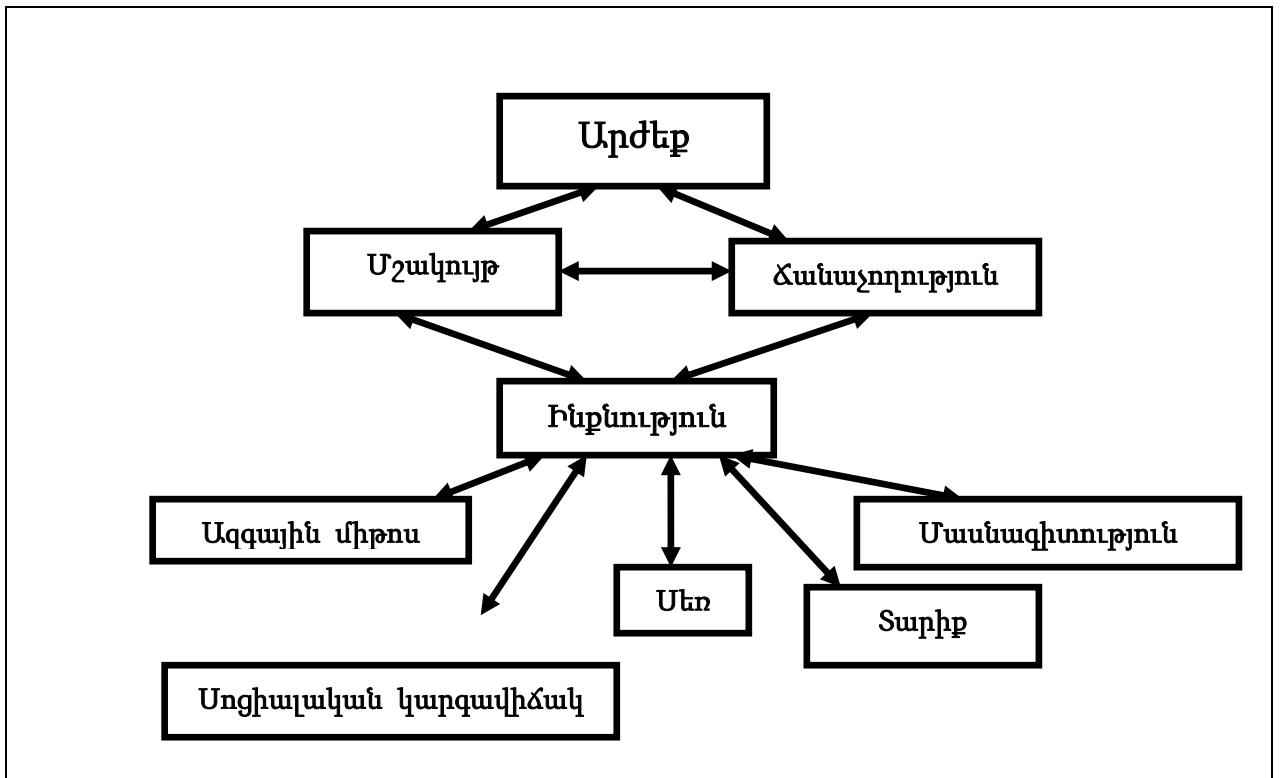 Արժեք
Մշակույթ
Ճանաչողություն
Ինքնություն
Ազգային միթոս
Մասնագիտություն
Սեռ
Տարիք
Սոցիալական կարգավիճակ